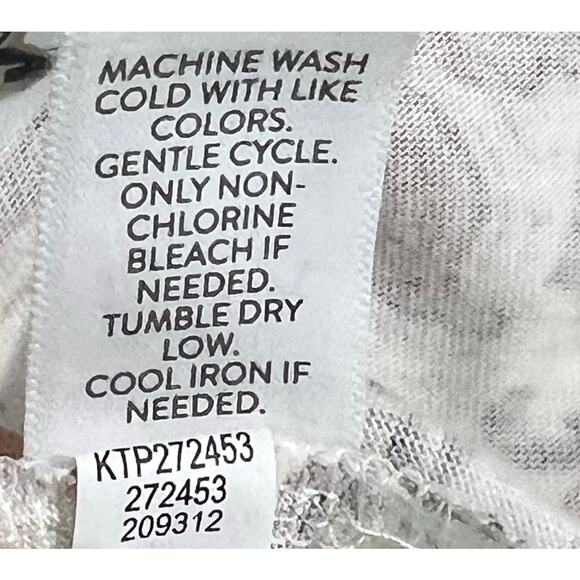 MACHINE WASH
COLD WITH LIKE
COLORS.
GENTLE CYCLE.
ONLY NON-
CHLORINE
BLEACH IF
NEEDED.
TUMBLE DRY
LOW.
COOL IRON IF
NEEDED.
KTP272453
272453
209312